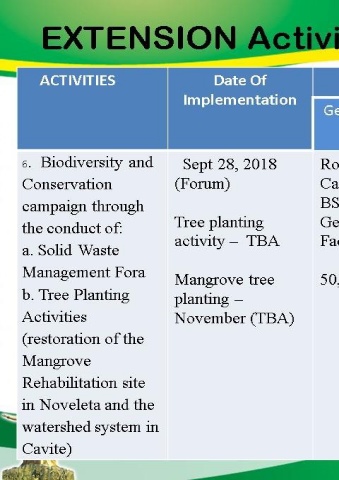 EXTENSION Activi
ACTIVITIES
Date Of
Implementation
Ge
6. Biodiversity and
Conservation
campaign through
the conduct of:
a. Solid Waste
Management Fora
b. Tree Planting
Activities
(restoration of the
Mangrove
Rehabilitation site
in Noveleta and the
watershed system in
Cavite)
Sept 28, 2018
(Forum)
Tree planting
activity – TBA
Mangrove tree
planting –
November (TBA)
Ro
Ca
BS
Ge
Fac
50,